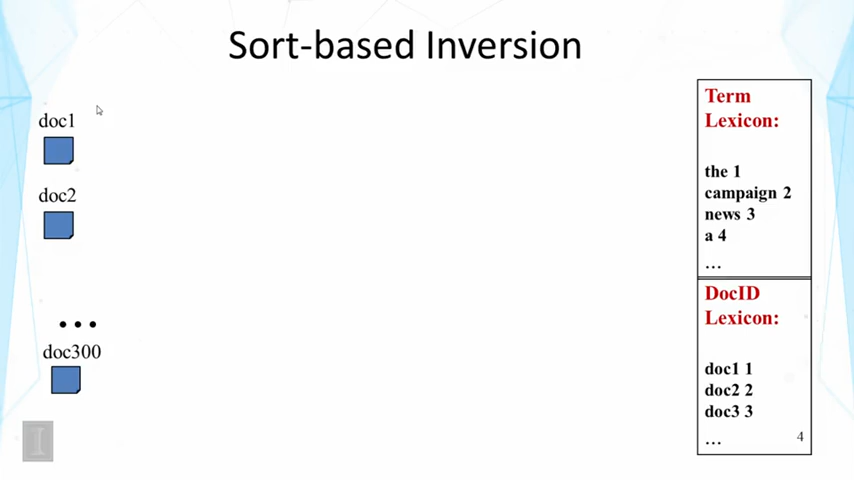 Sort-based Inversion
doc1
doc2
...
doc300
Term
Lexicon:
the 1
campaign 2
news 3
a 4
...
DocID
Lexicon:
doc1 1
doc2 2
doc3 3
...
4
I